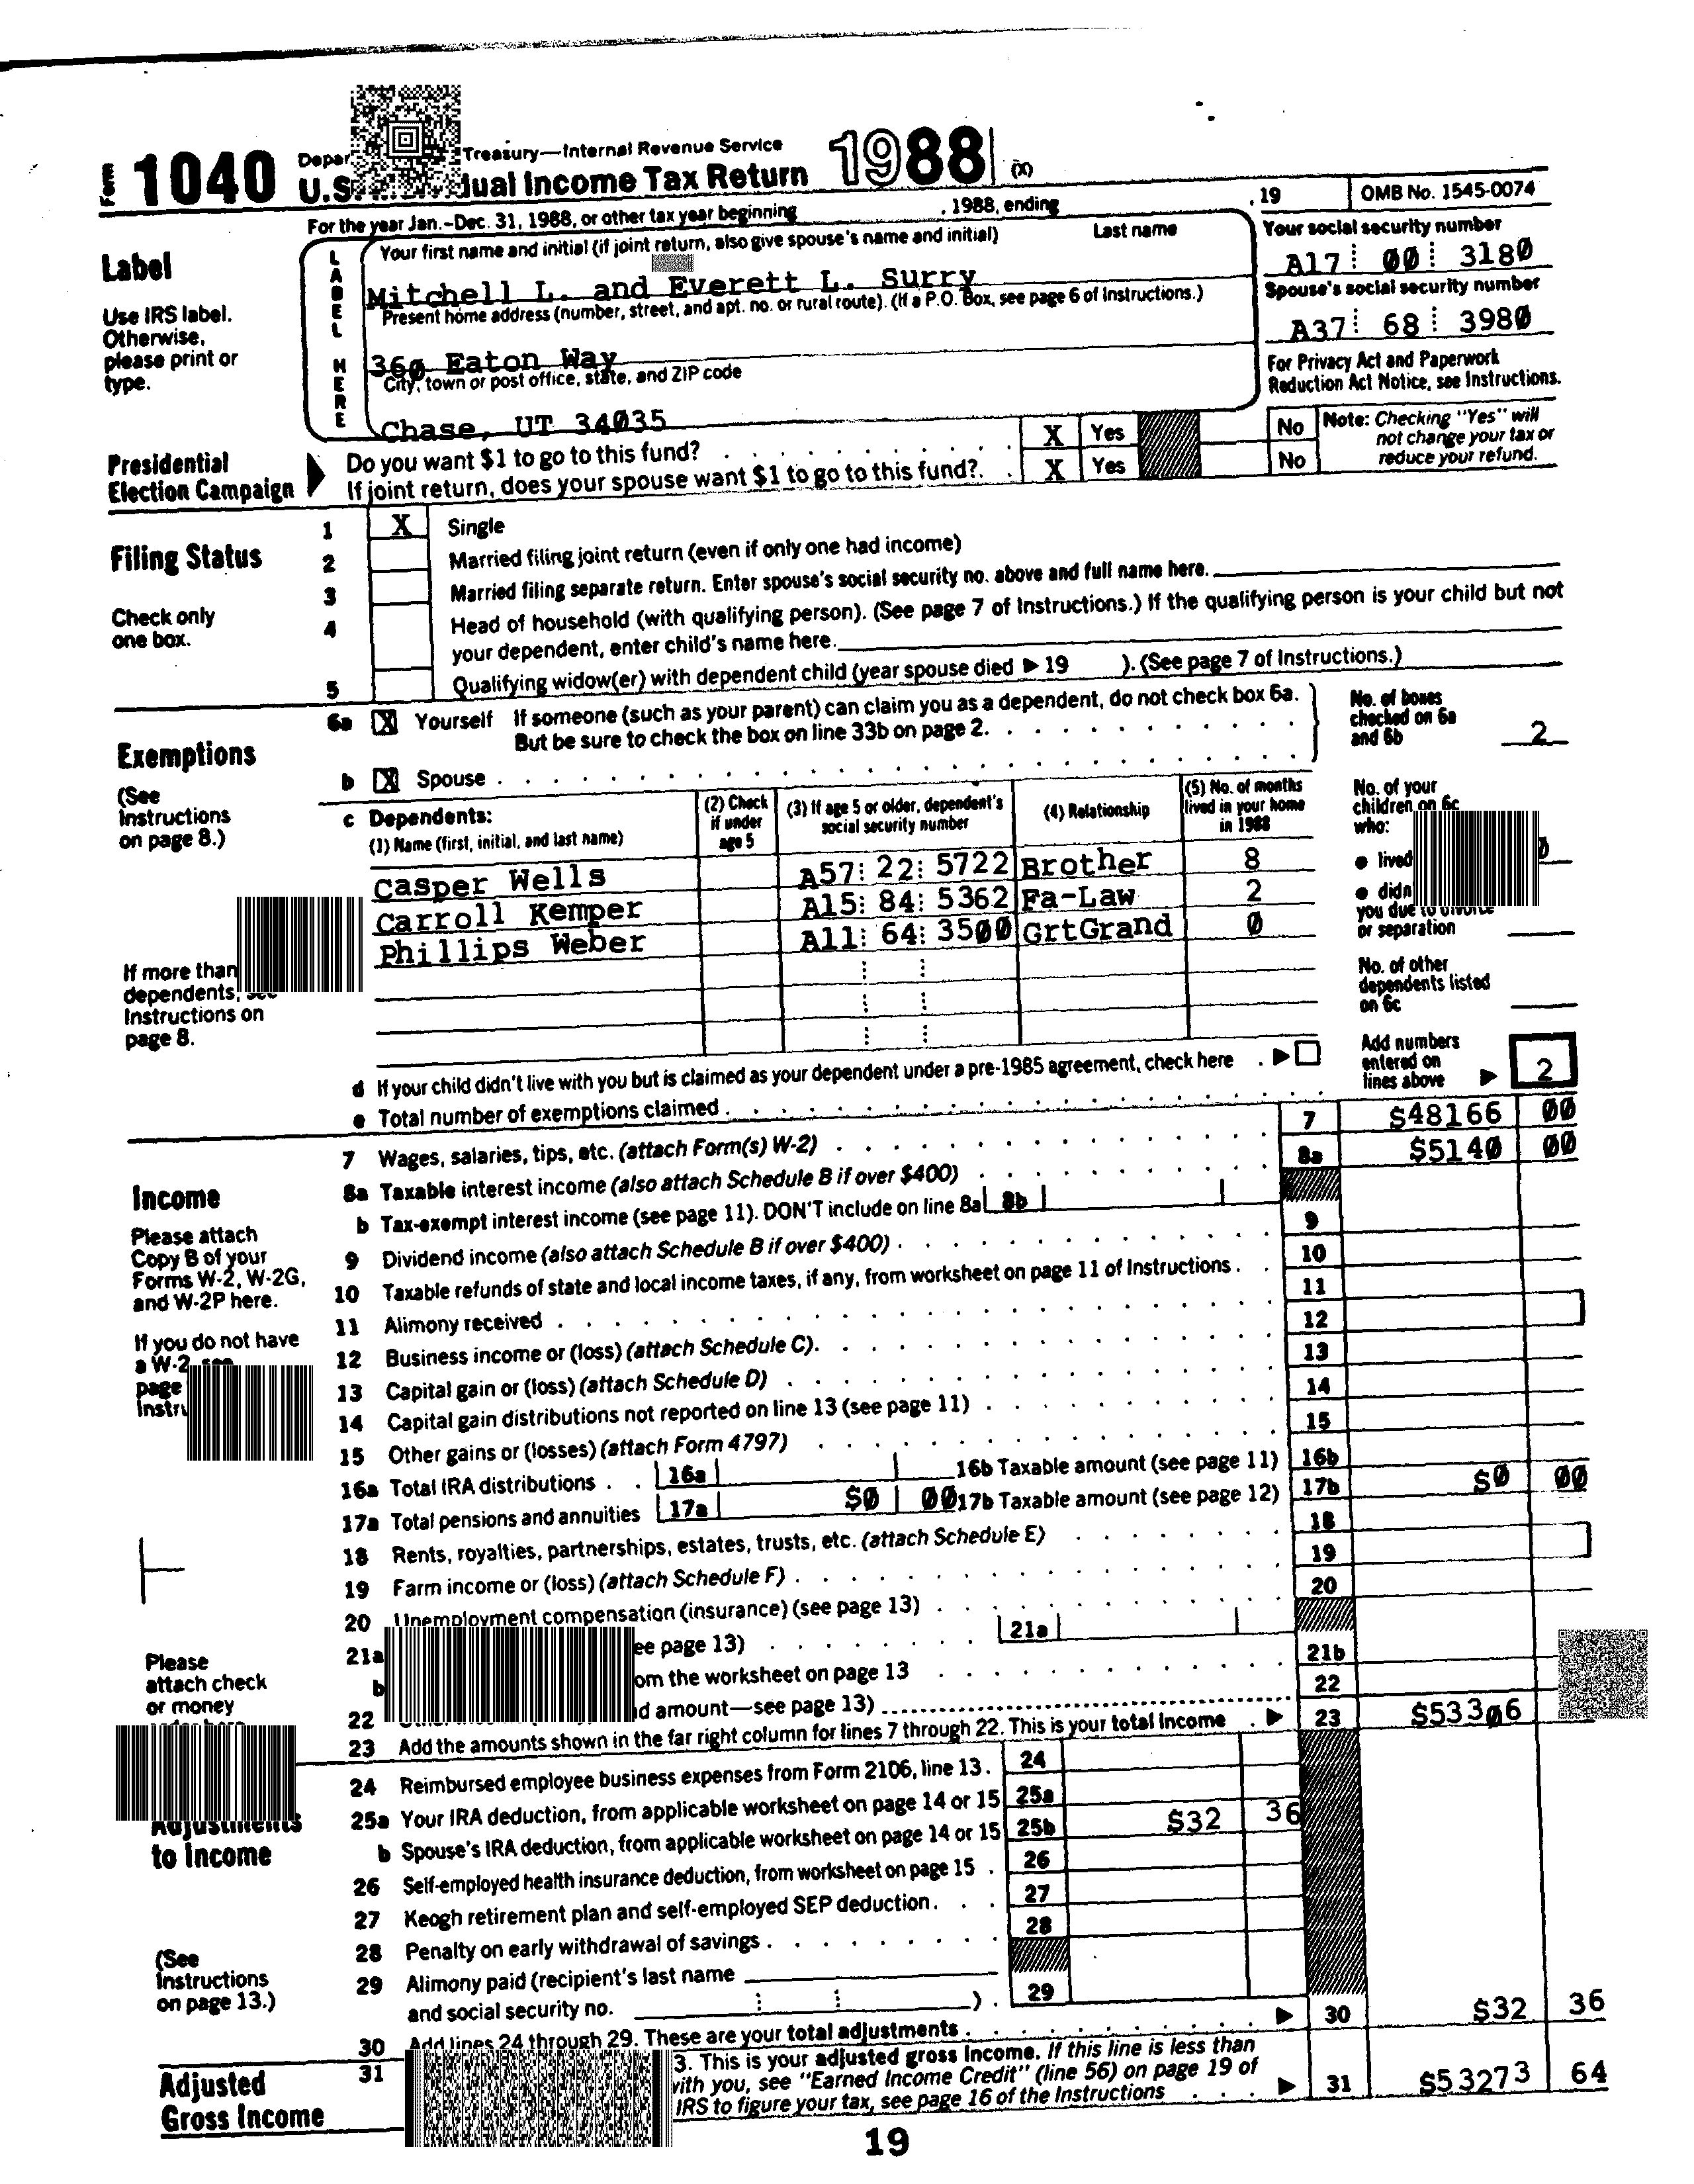 Form 1040 Treasury—Internal Revenue Service
U.S. Income Tax Return 1988 (X)
For the year Jan.–Dec. 31, 1988, or other tax year beginning , 1988, ending , 19 OMB No. 1545-0074
Label
Use IRS label. Otherwise, please print or type.
LABEL HERE
Your first name and initial (if joint return, also give spouse's name and initial) Last name
Mitchell L. and Everett L. Surry
Your social security number
A17 00 3180
Present home address (number, street, and apt. no. or rural route). (If a P.O. Box, see page 6 of Instructions.)
360 Eaton Way
Spouse's social security number
A37 68 3980
City, town or post office, state, and ZIP code
Chase, UT 34035
For Privacy Act and Paperwork Reduction Act Notice, see Instructions.
Presidential Election Campaign
Do you want $1 to go to this fund? X Yes No
If joint return, does your spouse want $1 to go to this fund? X Yes No
Note: Checking "Yes" will not change your tax or reduce your refund.
Filing Status
Check only one box.
1 X Single
2 Married filing joint return (even if only one had income)
3 Married filing separate return. Enter spouse's social security no. above and full name here.
4 Head of household (with qualifying person). (See page 7 of Instructions.) If the qualifying person is your child but not
your dependent, enter child's name here.
5 Qualifying widow(er) with dependent child (year spouse died ▶ 19 ). (See page 7 of Instructions.)
Exemptions
(See Instructions on page 8.)
6a X Yourself If someone (such as your parent) can claim you as a dependent, do not check box 6a.
But be sure to check the box on line 33b on page 2.
b X Spouse
No. of boxes checked on 6a and 6b 2
c Dependents:
(1) Name (first, initial, and last name)
(2) Check if under age 5
(3) If age 5 or older, dependent's social security number
(4) Relationship
(5) No. of months lived in your home in 1988
Casper Wells A57 22 5722 Brother 8
Carroll Kemper A15 84 5362 Fa-Law 2
Phillips Weber A11 64 3500 GrtGrand 0
No. of your children on 6c who:
● lived 0
● didn
you due to divorce or separation
No. of other dependents listed on 6c
If more than
dependents, see
Instructions on
page 8.
d If your child didn't live with you but is claimed as your dependent under a pre-1985 agreement, check here ▶
e Total number of exemptions claimed
Add numbers entered on lines above ▶ 2
Income
Please attach Copy B of your Forms W-2, W-2G, and W-2P here.
If you do not have
a W-2, see
page
Instru
7 Wages, salaries, tips, etc. (attach Form(s) W-2) 7 $48166 00
8a Taxable interest income (also attach Schedule B if over $400) 8a $5140 00
b Tax-exempt interest income (see page 11). DON'T include on line 8a 8b
9 Dividend income (also attach Schedule B if over $400) 9
10 Taxable refunds of state and local income taxes, if any, from worksheet on page 11 of Instructions 10
11 Alimony received 11
12 Business income or (loss) (attach Schedule C) 12
13 Capital gain or (loss) (attach Schedule D) 13
14 Capital gain distributions not reported on line 13 (see page 11) 14
15 Other gains or (losses) (attach Form 4797) 15
16a Total IRA distributions 16a 16b Taxable amount (see page 11) 16b
17a Total pensions and annuities 17a $0 00 17b Taxable amount (see page 12) 17b $0 00
18 Rents, royalties, partnerships, estates, trusts, etc. (attach Schedule E) 18
19 Farm income or (loss) (attach Schedule F) 19
20 Unemployment compensation (insurance) (see page 13) 20
21a ee page 13) 21a
b om the worksheet on page 13 21b
22 d amount—see page 13) 22
23 Add the amounts shown in the far right column for lines 7 through 22. This is your total income ▶ 23 $53306
Please attach check or money
Adjustments to Income
(See Instructions on page 13.)
24 Reimbursed employee business expenses from Form 2106, line 13. 24
25a Your IRA deduction, from applicable worksheet on page 14 or 15 25a
b Spouse's IRA deduction, from applicable worksheet on page 14 or 15 25b $32 36
26 Self-employed health insurance deduction, from worksheet on page 15 26
27 Keogh retirement plan and self-employed SEP deduction 27
28 Penalty on early withdrawal of savings 28
29 Alimony paid (recipient's last name
and social security no. ) 29
30 Add lines 24 through 29. These are your total adjustments ▶ 30 $32 36
Adjusted Gross Income
31 3. This is your adjusted gross income. If this line is less than
with you, see "Earned Income Credit" (line 56) on page 19 of
IRS to figure your tax, see page 16 of the Instructions ▶ 31 $53273 64
19